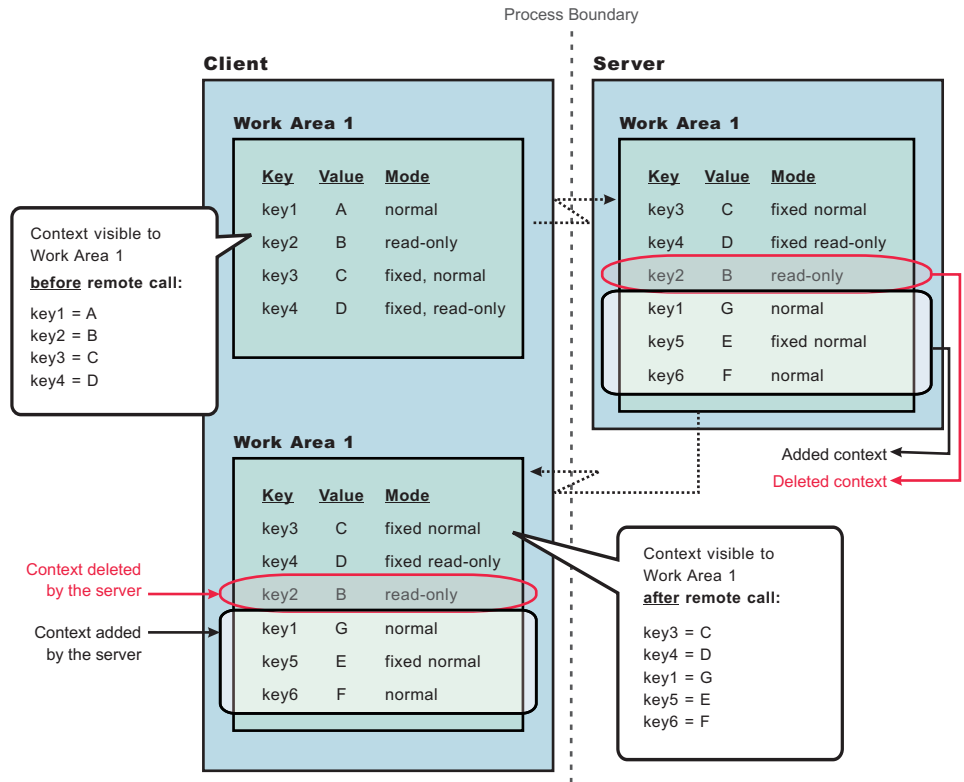 Process Boundary
Client
Work Area 1
Key Value Mode
key1 A normal
key2 B read-only
key3 C fixed, normal
key4 D fixed, read-only
Context visible to
Work Area 1
before remote call:
key1 = A
key2 = B
key3 = C
key4 = D
Server
Work Area 1
Key Value Mode
key3 C fixed normal
key4 D fixed read-only
key2 B read-only
key1 G normal
key5 E fixed normal
key6 F normal
Added context
Deleted context
Work Area 1
Key Value Mode
key3 C fixed normal
key4 D fixed read-only
key2 B read-only
key1 G normal
key5 E fixed normal
key6 F normal
Context deleted
by the server
Context added
by the server
Context visible to
Work Area 1
after remote call:
key3 = C
key4 = D
key1 = G
key5 = E
key6 = F